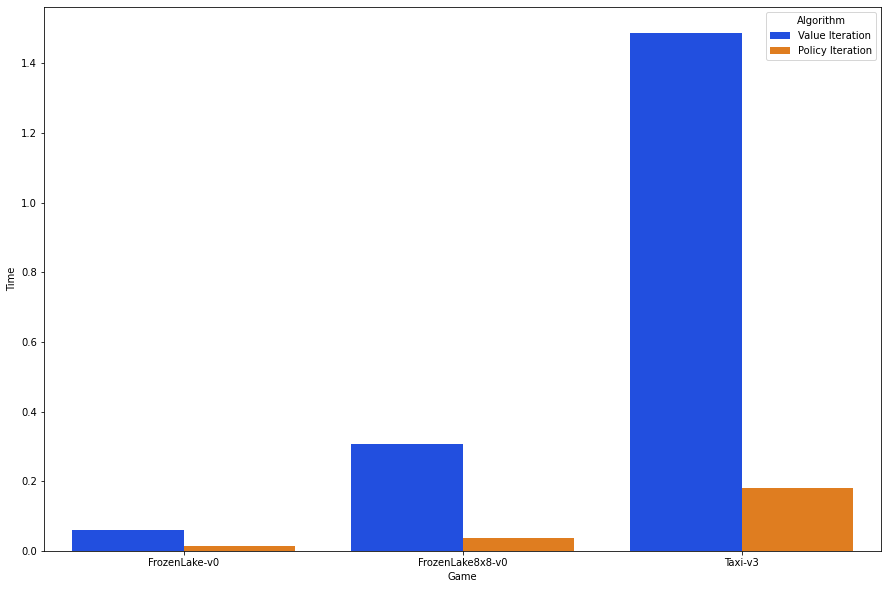 Algorithm
Value Iteration
Policy Iteration
1.4
1.2
1.0
0.8
0.6
0.4
0.2
0.0
Time
FrozenLake-v0 FrozenLake8x8-v0 Taxi-v3
Game